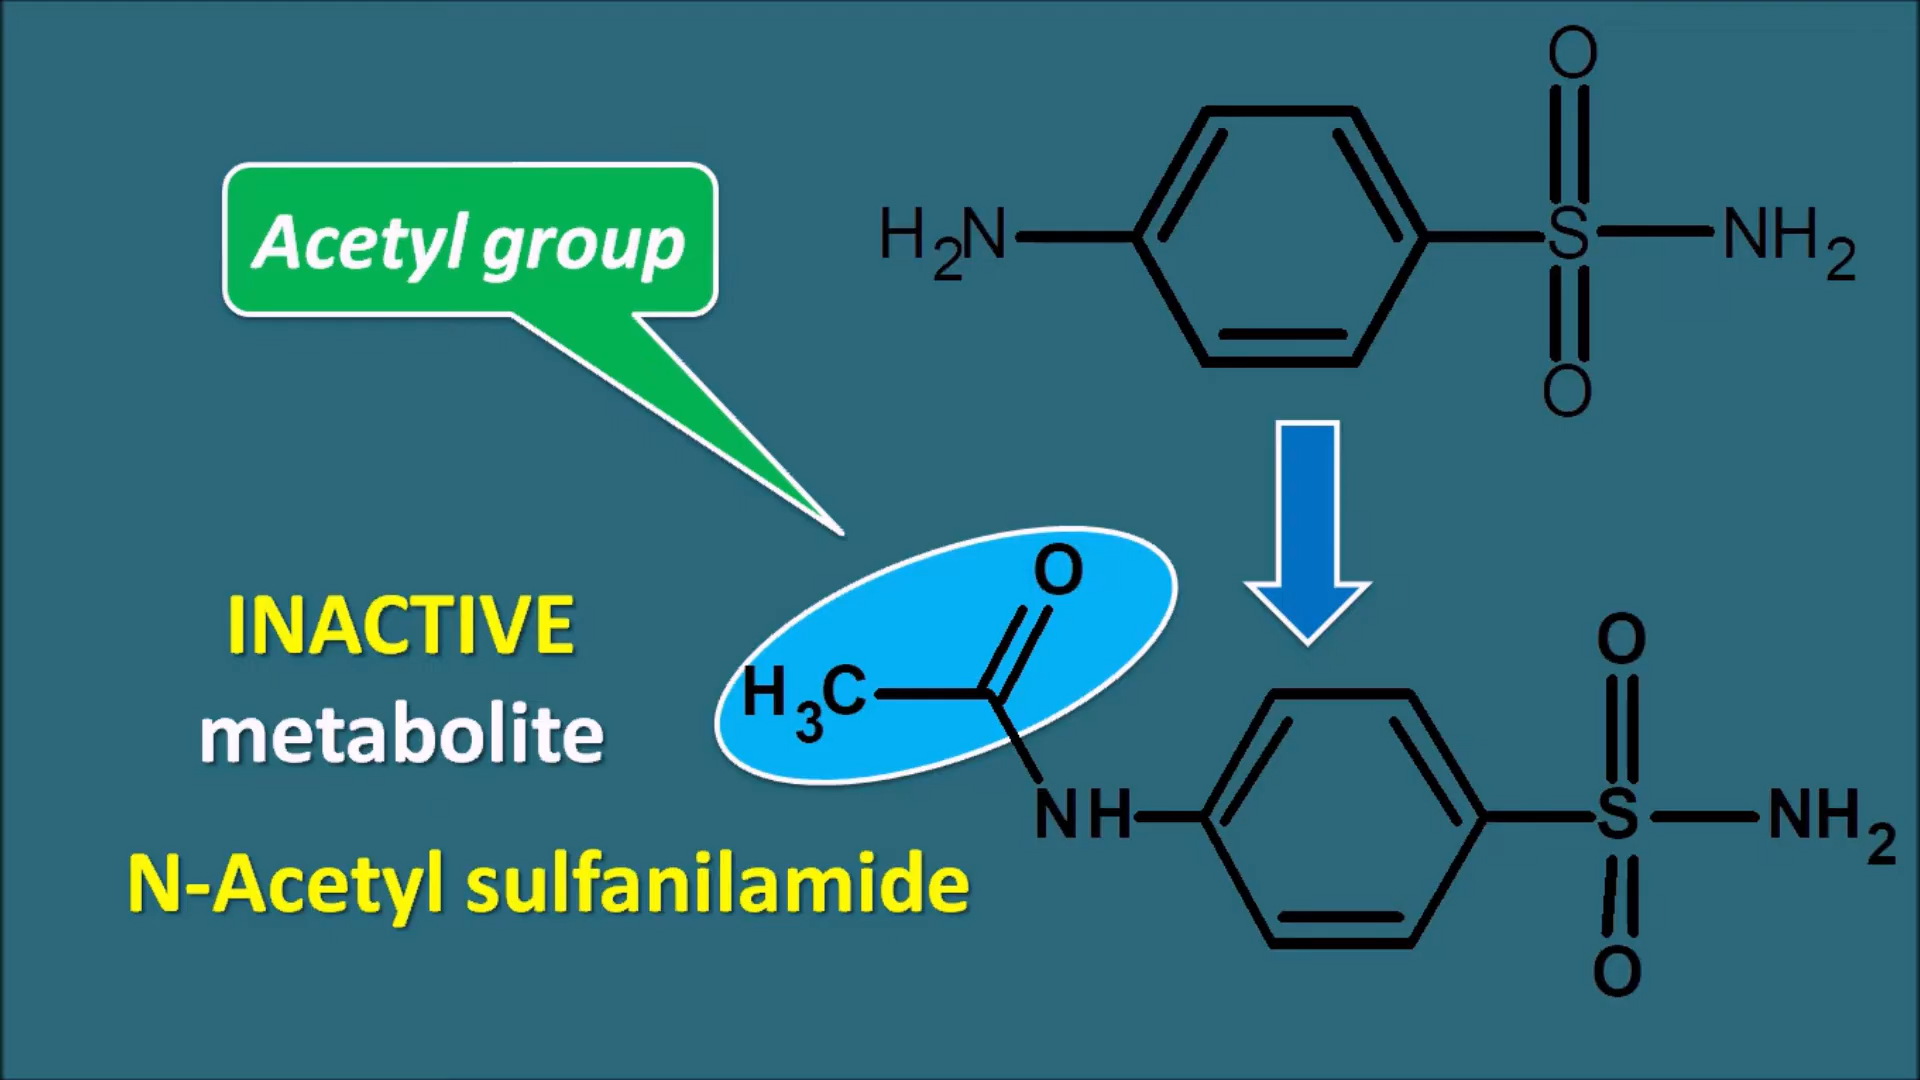 Acetyl group
O
H2N
S
NH2
O
INACTIVE
metabolite
O
H3C
NH
O
S
NH2
O
N-Acetyl sulfanilamide